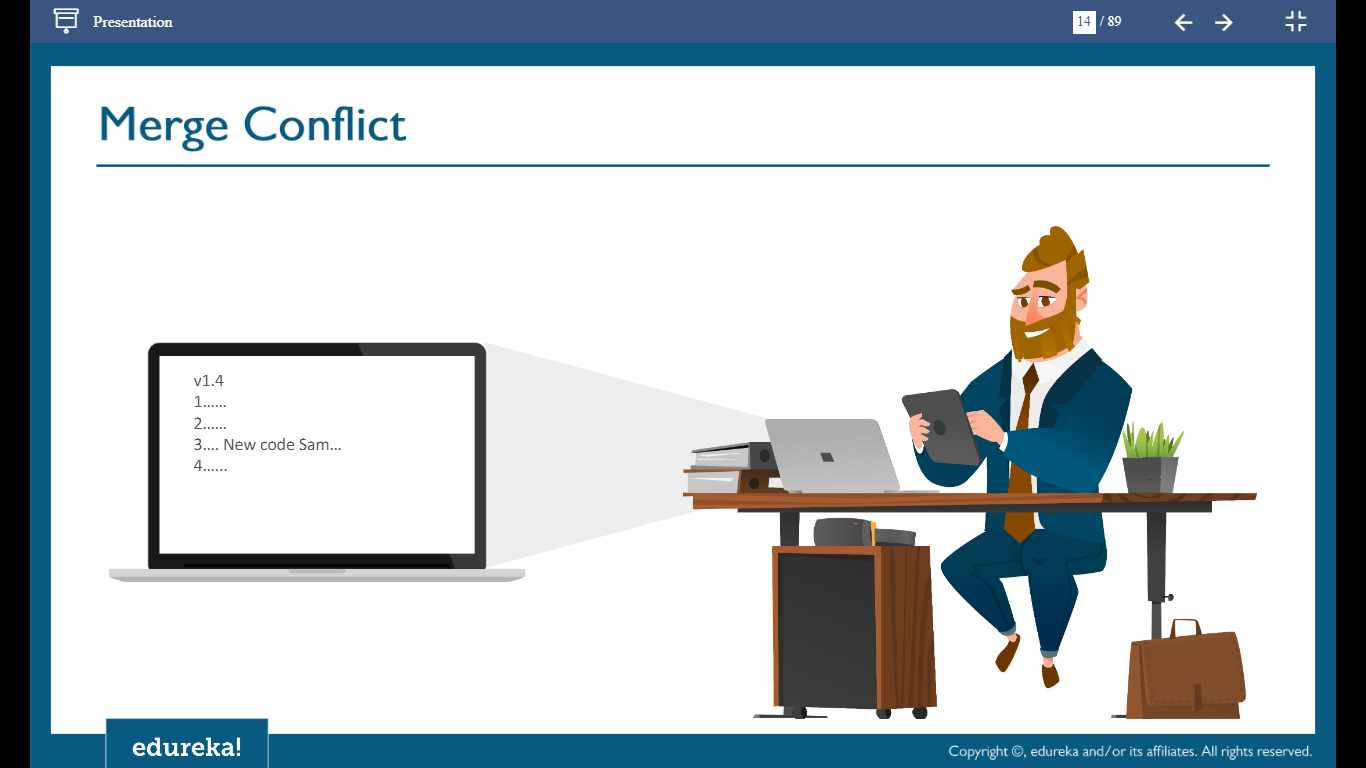 Presentation
14 / 89
Merge Conflict
v1.4
1......
2......
3.... New code Sam...
4......
edureka!
Copyright ©, edureka and/or its affiliates. All rights reserved.